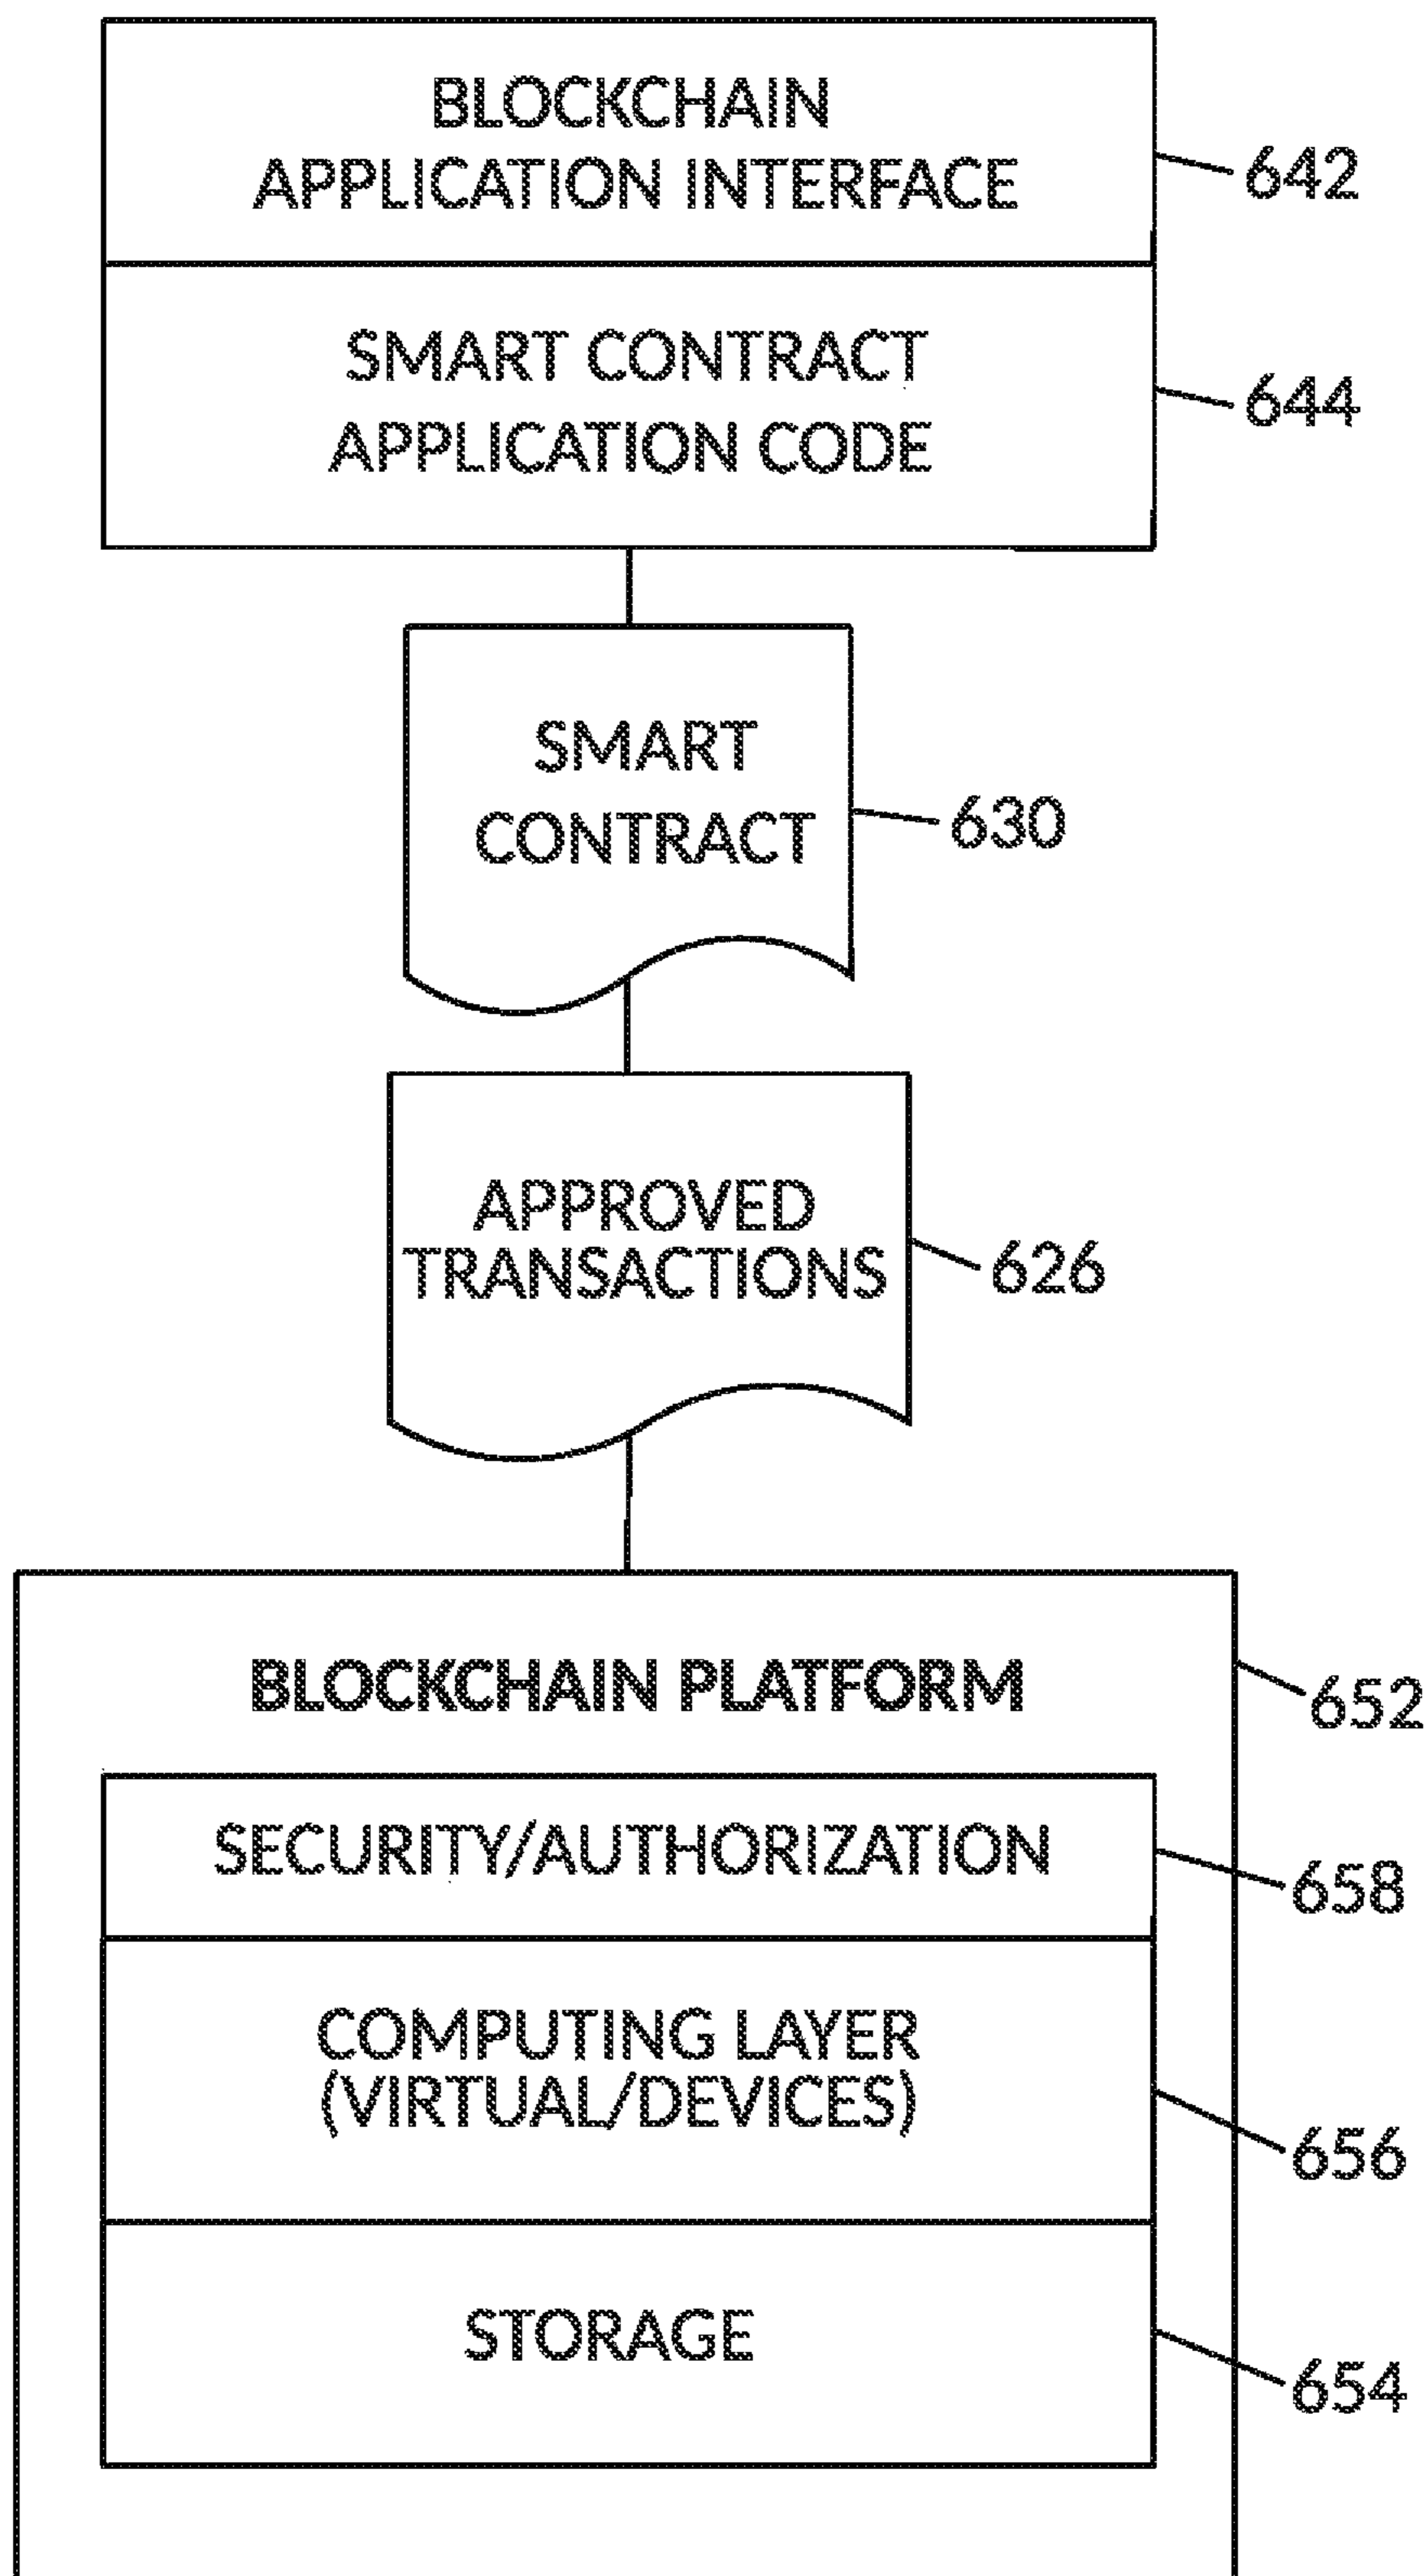 BLOCKCHAIN
APPLICATION INTERFACE
642
SMART CONTRACT
APPLICATION CODE
644
SMART
CONTRACT
630
APPROVED
TRANSACTIONS
626
BLOCKCHAIN PLATFORM
652
SECURITY/AUTHORIZATION
658
COMPUTING LAYER
(VIRTUAL/DEVICES)
656
STORAGE
654